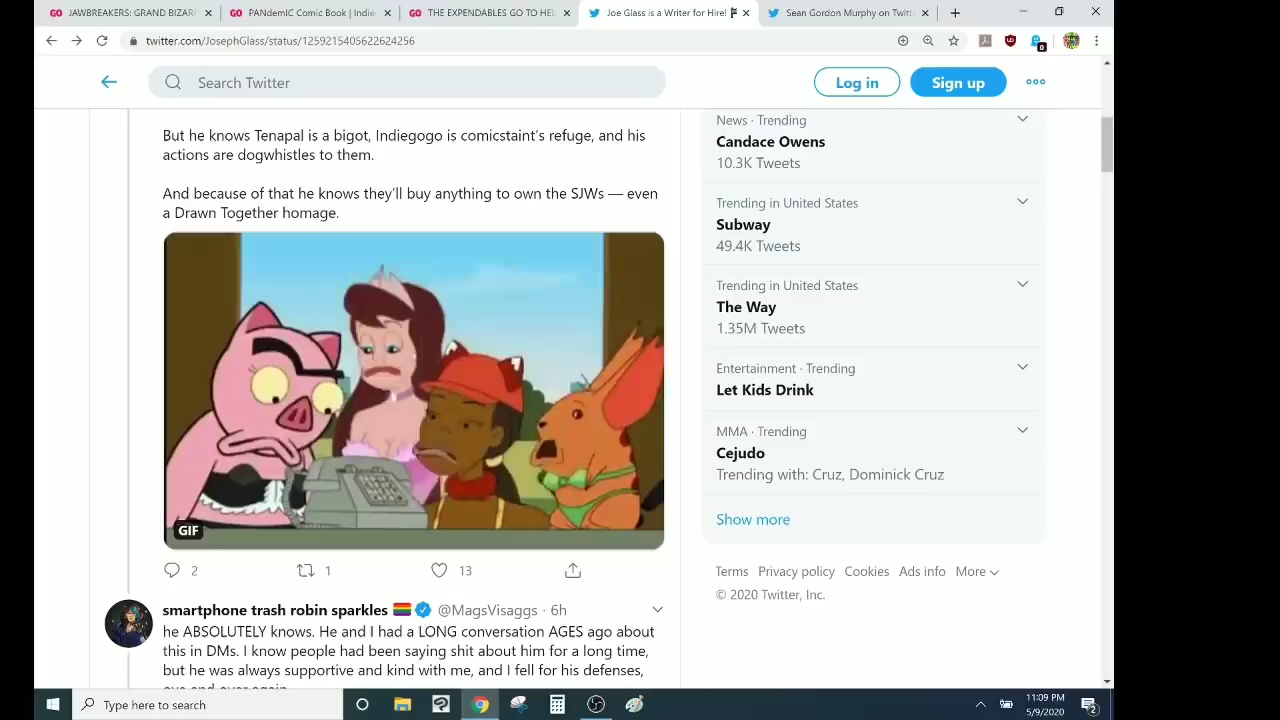 GO JAWBREAKERS: GRAND BIZAR
GO PANdemIC Comic Book | Indie
GO THE EXPENDABLES GO TO HEL
Joe Glass is a Writer for Hire!
Sean Gordon Murphy on Twitt
twitter.com/JosephGlass/status/1259215405622624256
0
Search Twitter
Log in
Sign up
But he knows Tenapal is a bigot, Indiegogo is comicstaint's refuge, and his
actions are dogwhistles to them.
And because of that he knows they'll buy anything to own the SJWs — even
a Drawn Together homage.
GIF
2
1
13
smartphone trash robin sparkles @MagsVisaggs · 6h
he ABSOLUTELY knows. He and I had a LONG conversation AGES ago about
this in DMs. I know people had been saying shit about him for a long time,
but he was always supportive and kind with me, and I fell for his defenses,
News · Trending
Candace Owens
10.3K Tweets
Trending in United States
Subway
49.4K Tweets
Trending in United States
The Way
1.35M Tweets
Entertainment · Trending
Let Kids Drink
MMA · Trending
Cejudo
Trending with: Cruz, Dominick Cruz
Show more
Terms Privacy policy Cookies Ads info More
© 2020 Twitter, Inc.
Type here to search
11:09 PM
5/9/2020
2